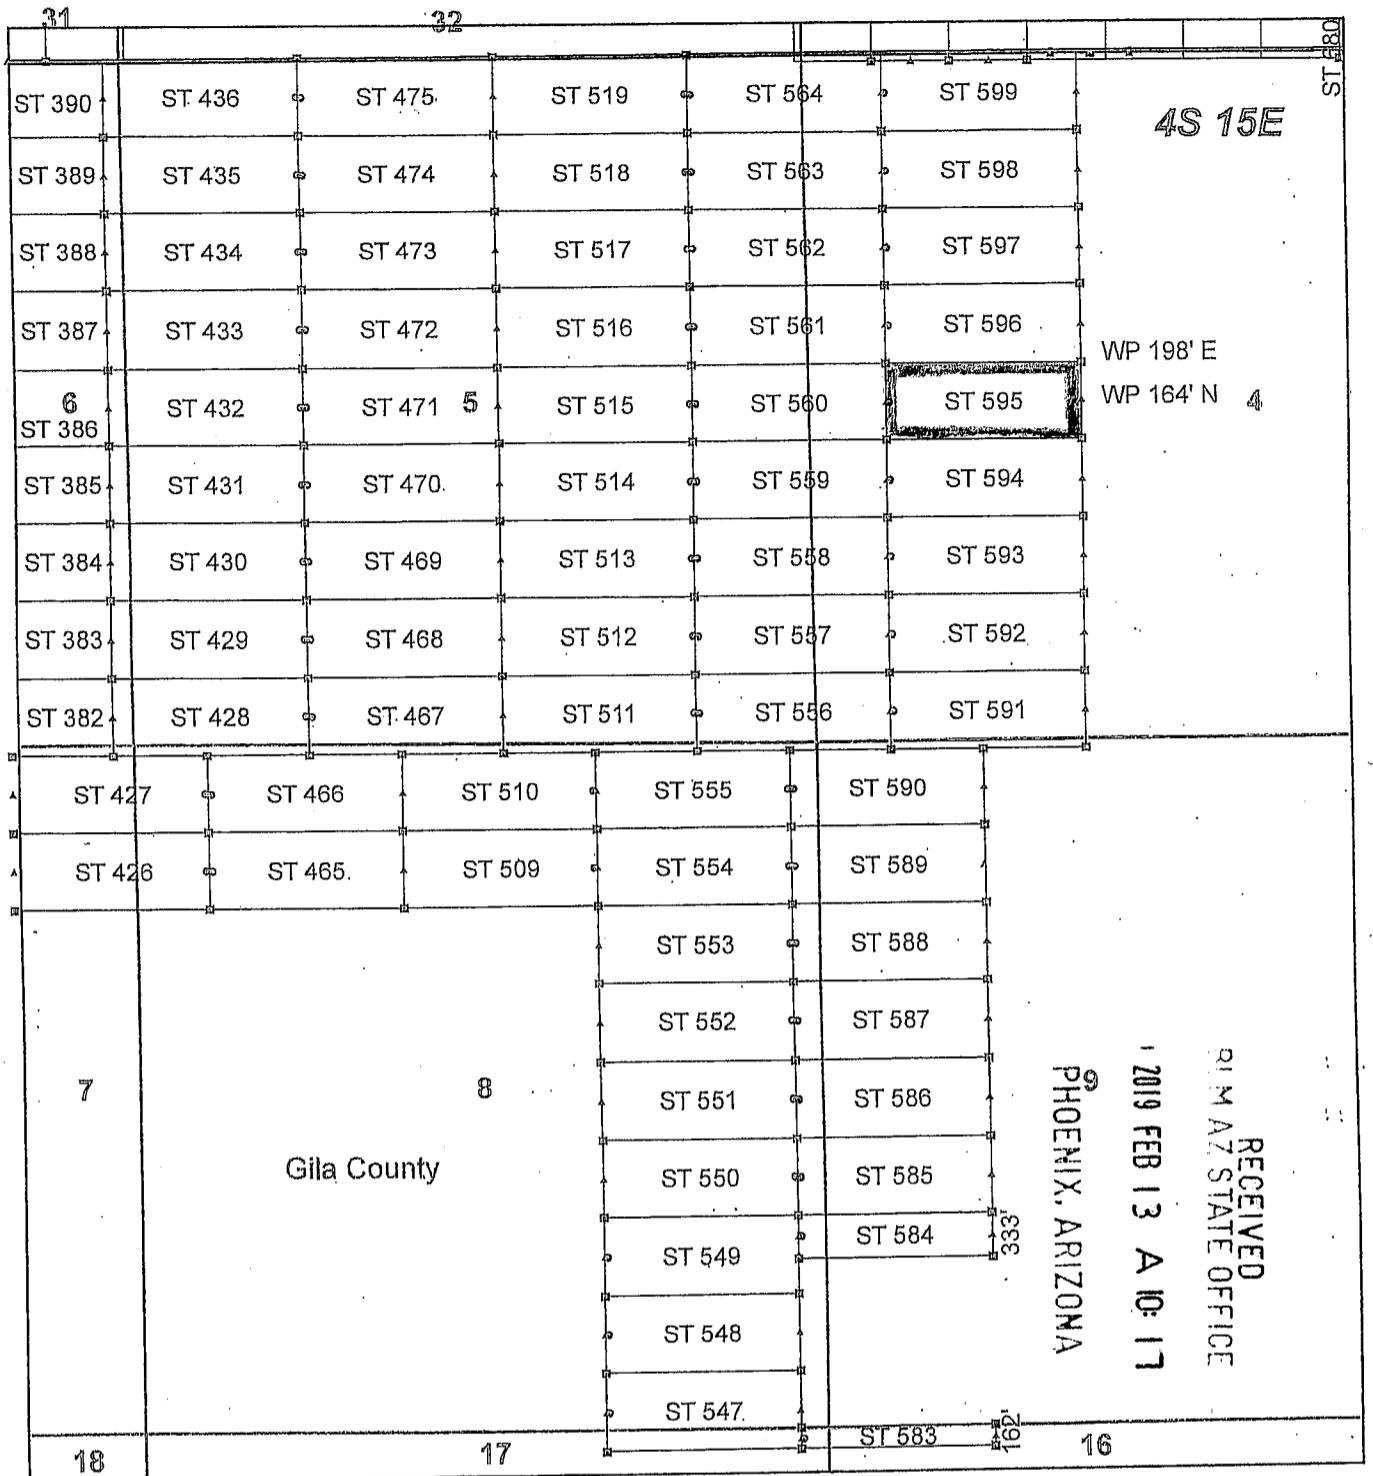 31 32
ST 680
ST 390 ST 436 ST 475 ST 519 ST 564 ST 599
4S 15E
ST 389 ST 435 ST 474 ST 518 ST 563 ST 598
ST 388 ST 434 ST 473 ST 517 ST 562 ST 597
ST 387 ST 433 ST 472 ST 516 ST 561 ST 596
WP 198' E
6 ST 432 ST 471 5 ST 515 ST 560 ST 595 WP 164' N 4
ST 386
ST 385 ST 431 ST 470 ST 514 ST 559 ST 594
ST 384 ST 430 ST 469 ST 513 ST 558 ST 593
ST 383 ST 429 ST 468 ST 512 ST 557 ST 592
ST 382 ST 428 ST 467 ST 511 ST 556 ST 591
ST 427 ST 466 ST 510 ST 555 ST 590
ST 426 ST 465 ST 509 ST 554 ST 589
ST 553 ST 588
ST 552 ST 587
7 8 ST 551 ST 586 9
Gila County ST 550 ST 585
ST 584 333'
ST 549
ST 548
ST 547
ST 583 162'
18 17 16
RECEIVED
BLM AZ STATE OFFICE
2019 FEB 13 A 10: 17
PHOENIX, ARIZONA